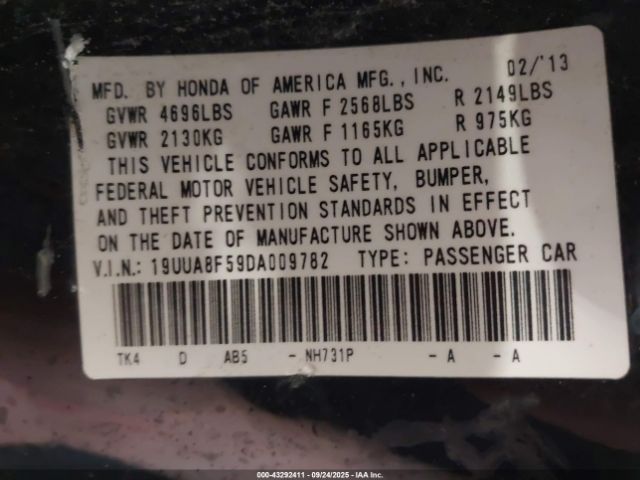 MFD. BY HONDA OF AMERICA MFG., INC. 02/'13
GVWR 4696LBS GAWR F 2568LBS R 2149LBS
GVWR 2130KG GAWR F 1165KG R 975KG
THIS VEHICLE CONFORMS TO ALL APPLICABLE
FEDERAL MOTOR VEHICLE SAFETY, BUMPER,
AND THEFT PREVENTION STANDARDS IN EFFECT
ON THE DATE OF MANUFACTURE SHOWN ABOVE.
V.I.N.: 19UUA8F59DA009782 TYPE: PASSENGER CAR
TK4 D AB5 - NH731P - A - A
000-43292411 - 09/24/2025 - IAA Inc.